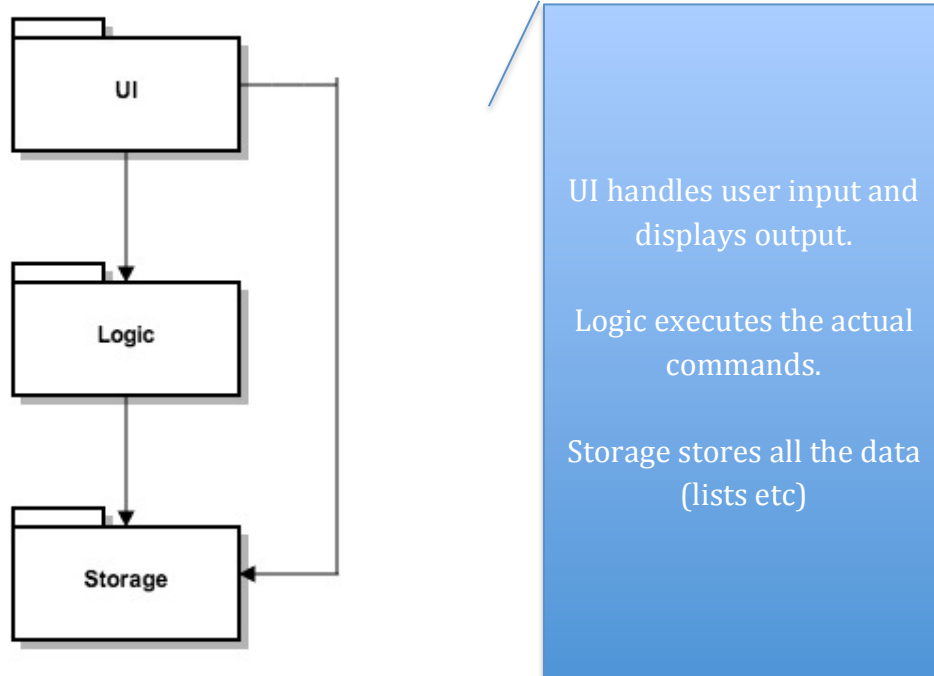 UI
Logic
Storage
UI handles user input and
displays output.
Logic executes the actual
commands.
Storage stores all the data
(lists etc)